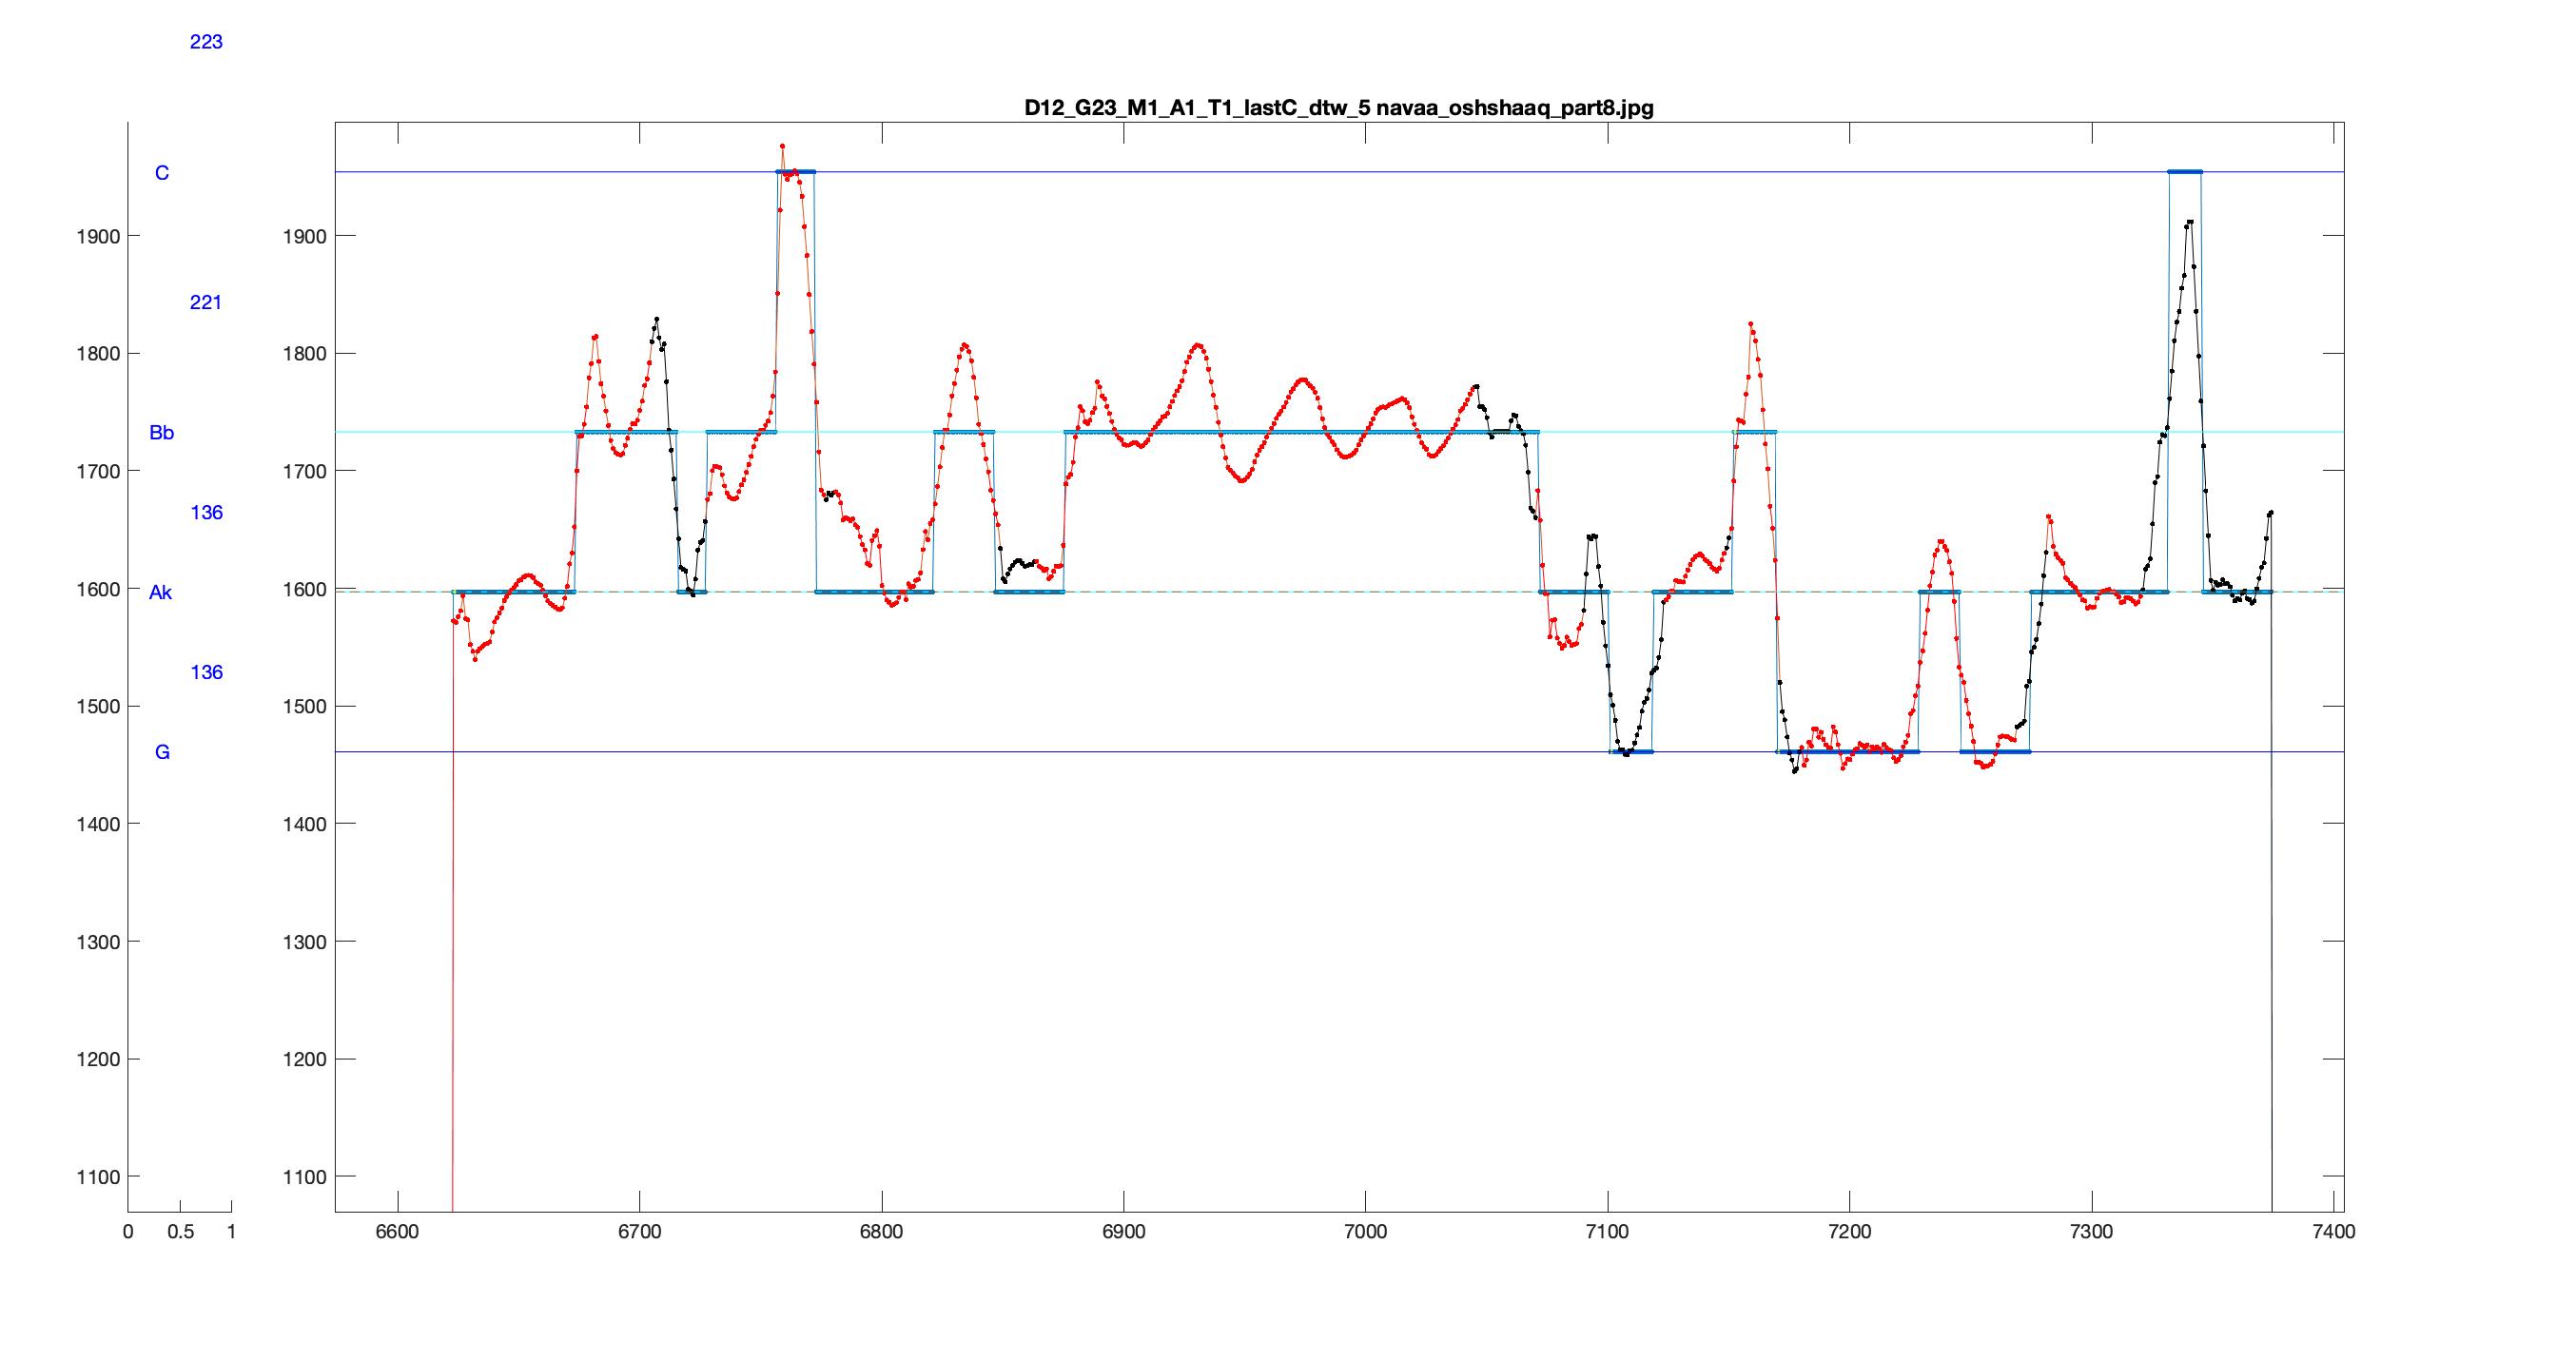 223
D12_G23_M1_A1_T1_lastC_dtw_5 navaa_oshshaaq_part8.jpg
C
1900 1900
221
1800 1800
Bb
1700 1700
136
1600 Ak 1600
136
1500 1500
G
1400 1400
1300 1300
1200 1200
1100 1100
0 0.5 1 6600 6700 6800 6900 7000 7100 7200 7300 7400